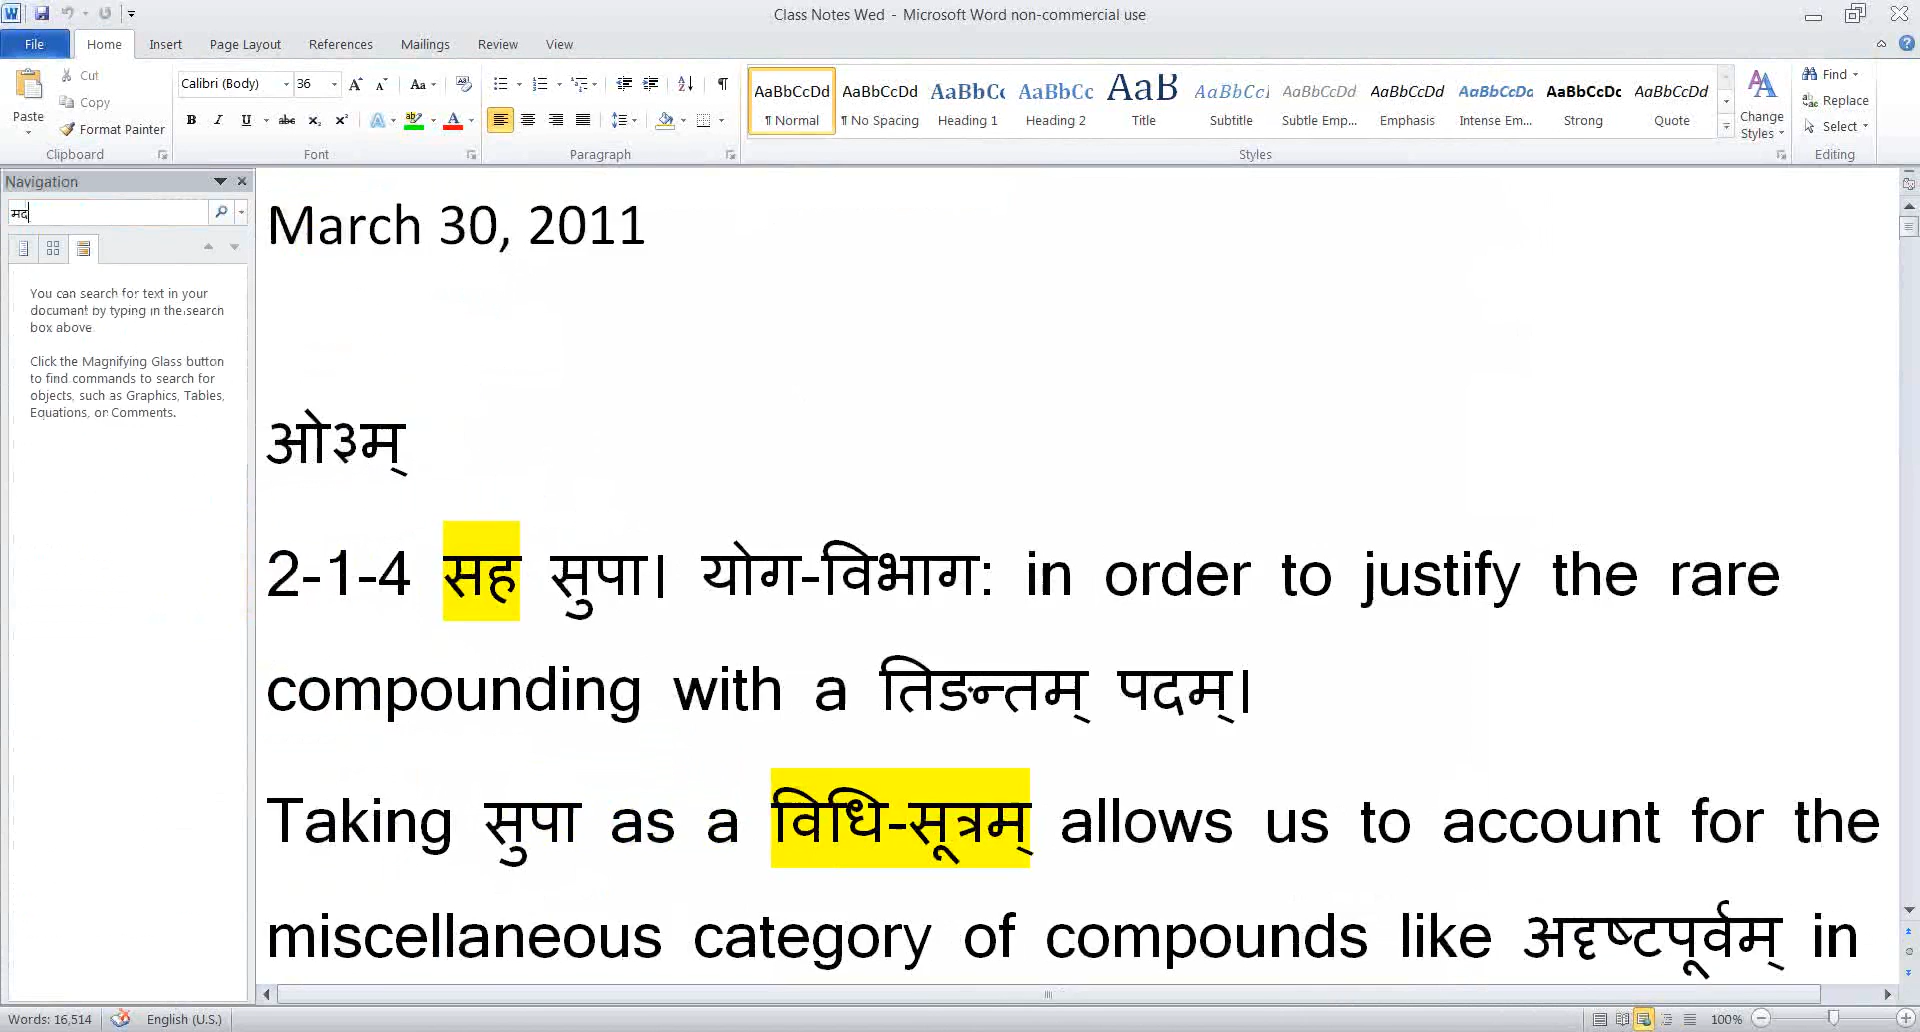 Class Notes Wed - Microsoft Word non-commercial use
File Home Insert Page Layout References Mailings Review View
Paste Cut Copy Format Painter
Calibri (Body) 36
AaBbCcDd AaBbCcDd AaBbCc AaBbCc AaB AaBbCcL AaBbCcDd AaBbCcDd AaBbCcDd AaBbCcDc AaBbCcDd
¶ Normal ¶ No Spacing Heading 1 Heading 2 Title Subtitle Subtle Emp... Emphasis Intense Em... Strong Quote
Change Styles
Find Replace Select
Clipboard Font Paragraph Styles Editing
Navigation
मद
You can search for text in your
document by typing in the search
box above
Click the Magnifying Glass button
to find commands to search for
objects, such as Graphics, Tables,
Equations, or Comments.
March 30, 2011
ओ३म्
2-1-4 सह सुपा। योग-विभाग: in order to justify the rare
compounding with a तिङन्तम् पदम्।
Taking सुपा as a विधि-सूत्रम् allows us to account for the
miscellaneous category of compounds like अदृष्टपूर्वम् in
Words: 16,514 English (U.S.) 100%